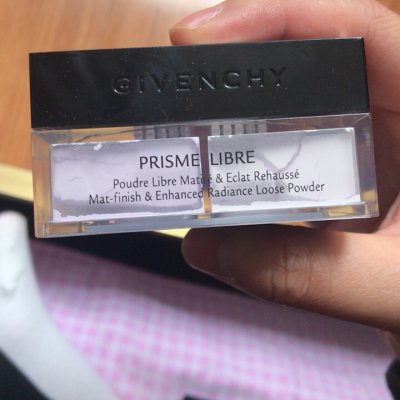 GIVENCHY
PRISME LIBRE
Poudre Libre Matité & Eclat Rehaussé
Mat-finish & Enhanced Radiance Loose Powder